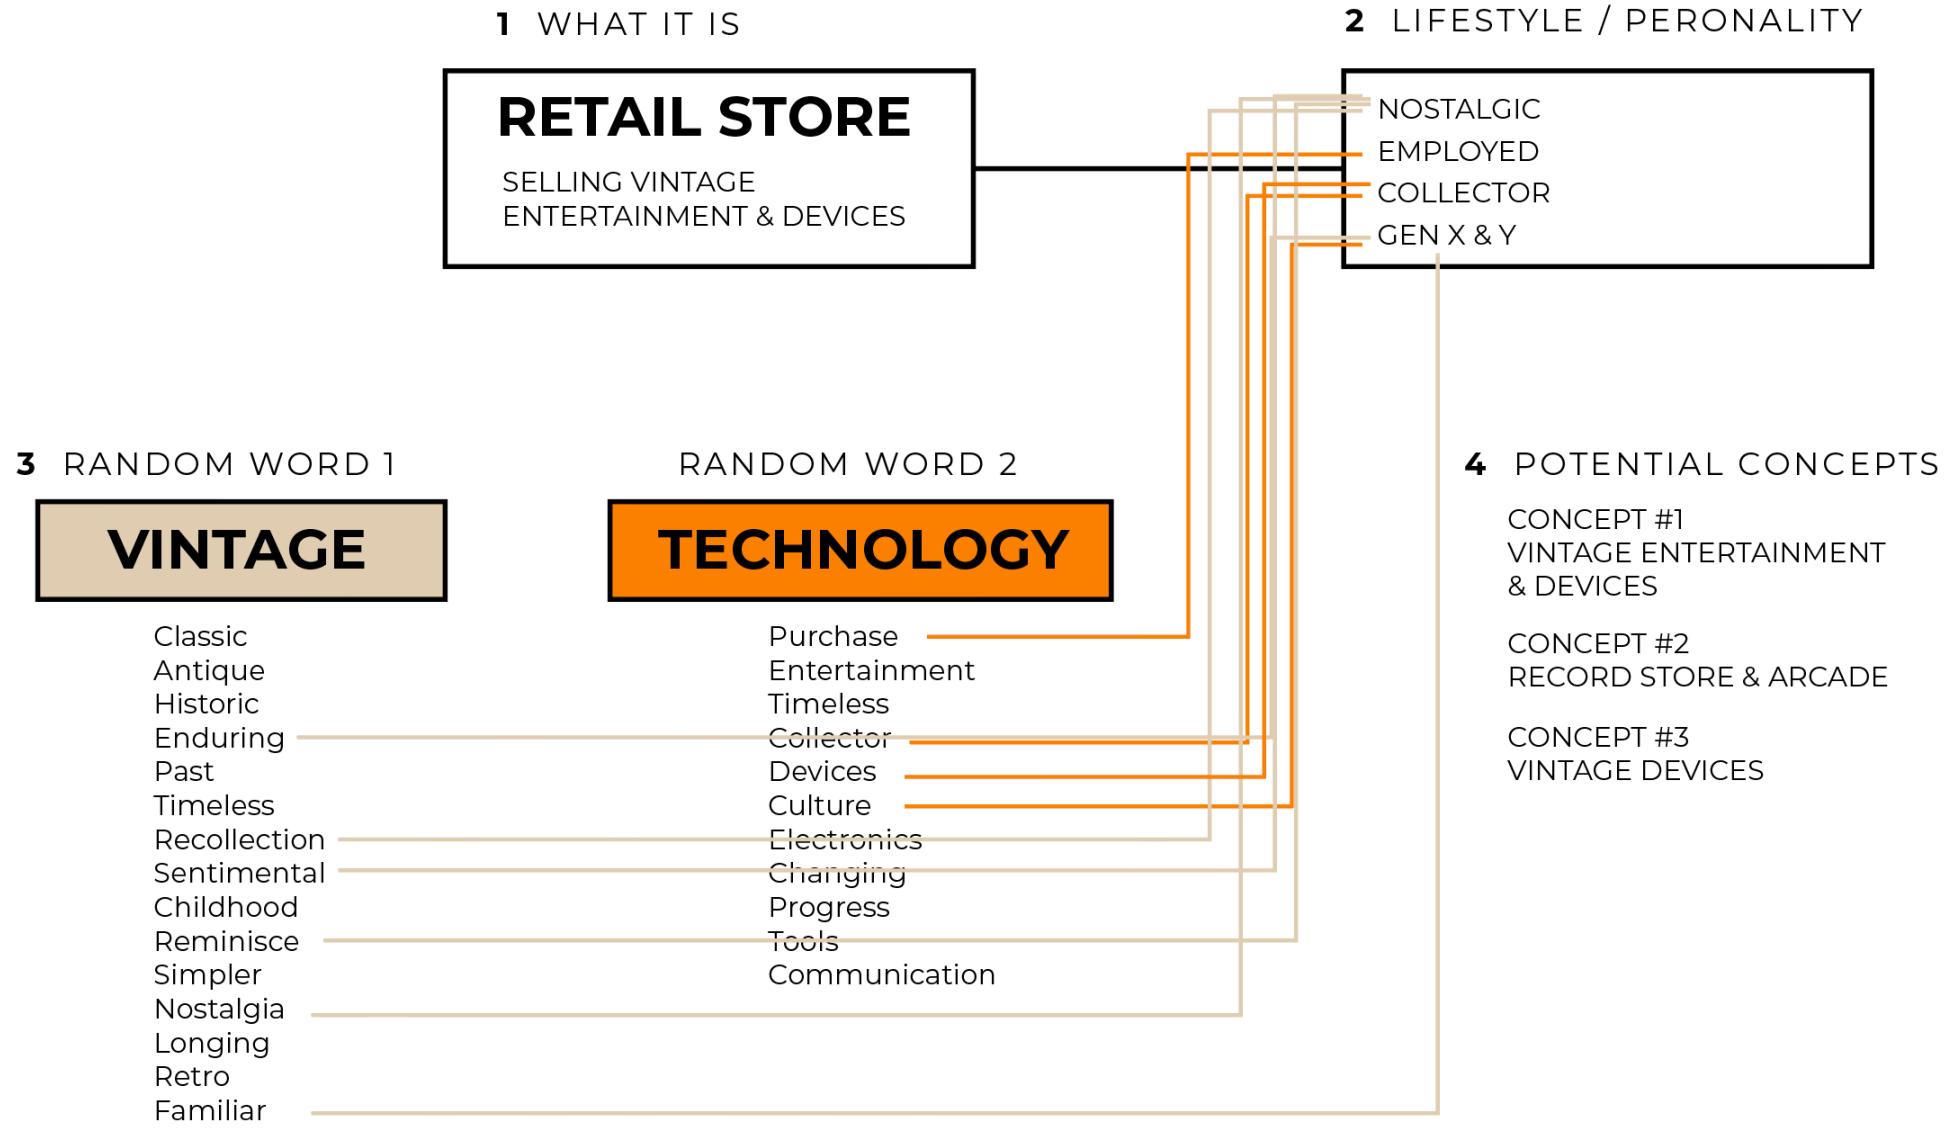 1 WHAT IT IS
RETAIL STORE
SELLING VINTAGE
ENTERTAINMENT & DEVICES
2 LIFESTYLE / PERONALITY
NOSTALGIC
EMPLOYED
COLLECTOR
GEN X & Y
3 RANDOM WORD 1
VINTAGE
Classic
Antique
Historic
Enduring
Past
Timeless
Recollection
Sentimental
Childhood
Reminisce
Simpler
Nostalgia
Longing
Retro
Familiar
RANDOM WORD 2
TECHNOLOGY
Purchase
Entertainment
Timeless
Collector
Devices
Culture
Electronics
Changing
Progress
Tools
Communication
4 POTENTIAL CONCEPTS
CONCEPT #1
VINTAGE ENTERTAINMENT
& DEVICES
CONCEPT #2
RECORD STORE & ARCADE
CONCEPT #3
VINTAGE DEVICES